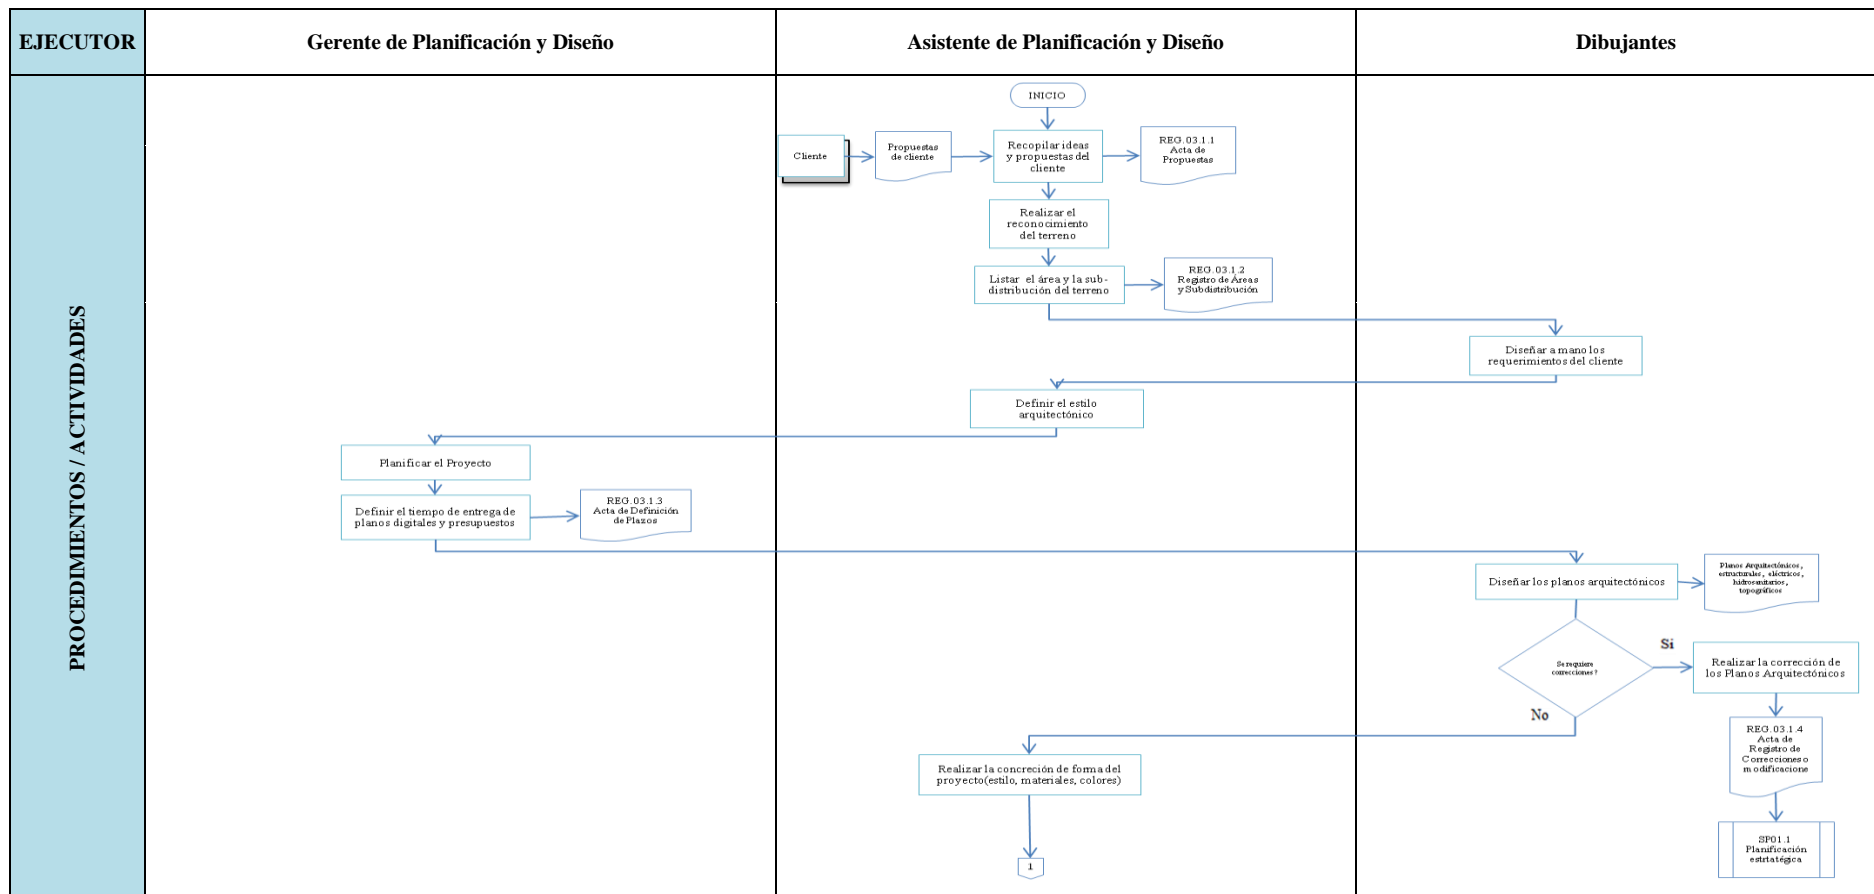 EJECUTOR
Gerente de Planificación y Diseño
Asistente de Planificación y Diseño
Dibujantes
PROCEDIMIENTOS / ACTIVIDADES
INICIO
Cliente
Propuestas
de cliente
Recopilar ideas
y propuestas del
cliente
REG.03.1.1
Acta de
Propuestas
Realizar el
reconocimiento
del terreno
Listar el área y la sub-
distribución del terreno
REG.03.1.2
Registro de Áreas
y Subdistribución
Diseñar a mano los
requerimientos del cliente
Definir el estilo
arquitectónico
Planificar el Proyecto
Definir el tiempo de entrega de
planos digitales y presupuestos
REG.03.1.3
Acta de Definición
de Plazos
Diseñar los planos arquitectónicos
Planos Arquitectónicos,
estructurales, eléctricos,
hidrosanitarios,
topográficos
Se requiere
correcciones?
Si
Realizar la corrección de
los Planos Arquitectónicos
No
REG.03.1.4
Acta de
Registro de
Correcciones o
modificacione
Realizar la concreción de forma del
proyecto(estilo, materiales, colores)
SP01.1
Planificación
estrtatégica
1